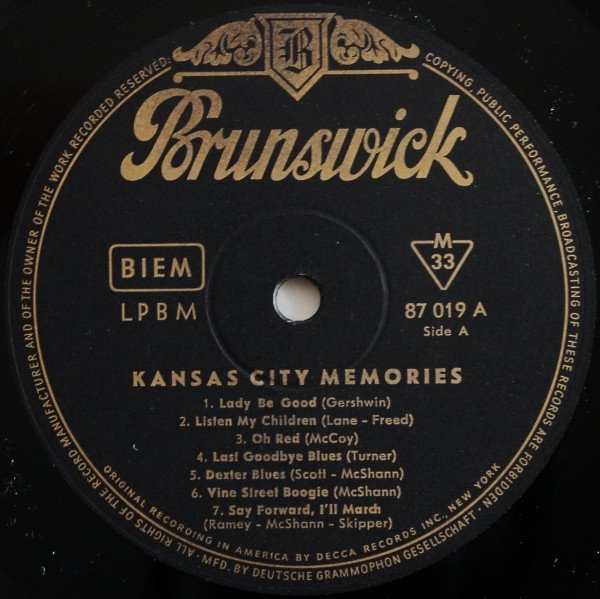 B
Brunswick
BIEM
LPBM
M
33
87 019 A
Side A
KANSAS CITY MEMORIES
1. Lady Be Good (Gershwin)
2. Listen My Children (Lane - Freed)
3. Oh Red (McCoy)
4. Last Goodbye Blues (Turner)
5. Dexter Blues (Scott - McShann)
6. Vine Street Boogie (McShann)
7. Say Forward, I'll March
(Ramey - McShann - Skipper)
ORIGINAL RECORDING IN AMERICA BY DECCA RECORDS INC., NEW YORK
ALL RIGHTS OF THE RECORD MANUFACTURER AND OF THE OWNER OF THE WORK RECORDED RESERVED. COPYING, PUBLIC PERFORMANCE, BROADCASTING OF THESE RECORDS ARE FORBIDDEN
• MFD. BY DEUTSCHE GRAMMOPHON GESELLSCHAFT •